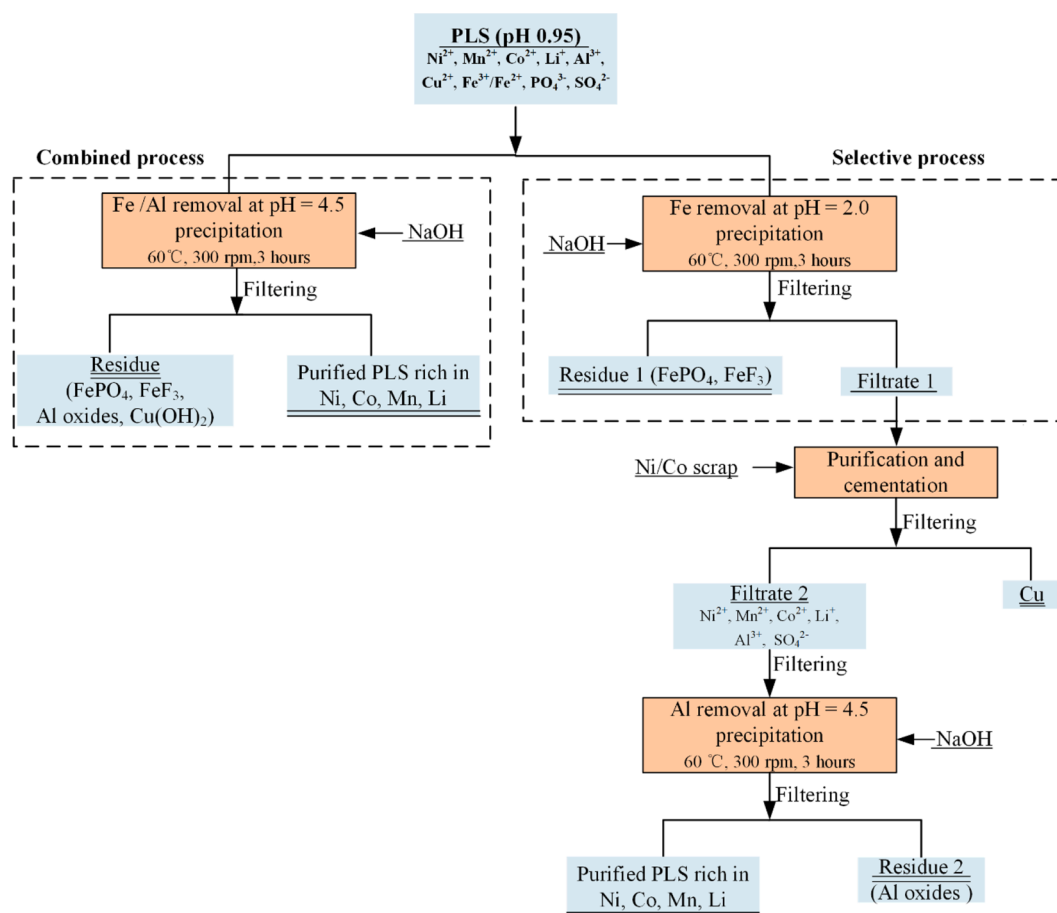 PLS (pH 0.95)
Ni²⁺, Mn²⁺, Co²⁺, Li⁺, Al³⁺,
Cu²⁺, Fe³⁺/Fe²⁺, PO₄³⁻, SO₄²⁻
Combined process
Fe /Al removal at pH = 4.5
precipitation
60℃, 300 rpm,3 hours
NaOH
Filtering
Residue
(FePO₄, FeF₃,
Al oxides, Cu(OH)₂)
Purified PLS rich in
Ni, Co, Mn, Li
Selective process
Fe removal at pH = 2.0
precipitation
60℃, 300 rpm,3 hours
NaOH
Filtering
Residue 1 (FePO₄, FeF₃)
Filtrate 1
Ni/Co scrap
Purification and
cementation
Filtering
Filtrate 2
Ni²⁺, Mn²⁺, Co²⁺, Li⁺,
Al³⁺, SO₄²⁻
Cu
Filtering
Al removal at pH = 4.5
precipitation
60 ℃, 300 rpm, 3 hours
NaOH
Filtering
Purified PLS rich in
Ni, Co, Mn, Li
Residue 2
(Al oxides )